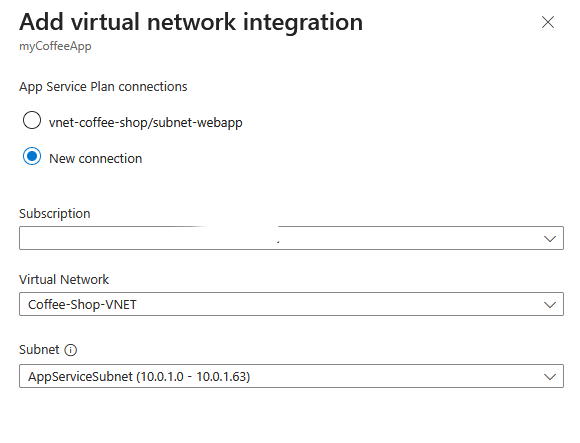 Add virtual network integration
myCoffeeApp
App Service Plan connections
vnet-coffee-shop/subnet-webapp
New connection
Subscription
Virtual Network
Coffee-Shop-VNET
Subnet
AppServiceSubnet (10.0.1.0 - 10.0.1.63)